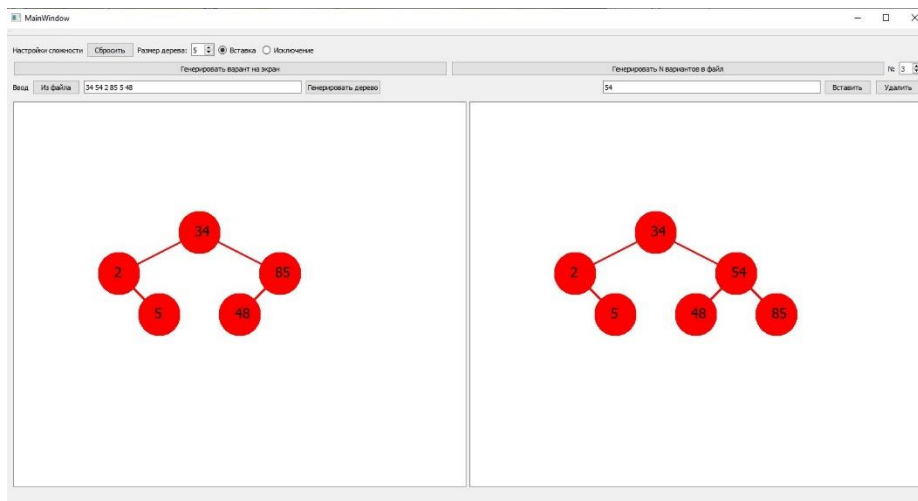 MainWindow
Настройки сложности Сбросить Размер дерева: 5 Вставка Исключение
Генерировать варант на экран Генерировать N вариантов в файл N: 3
Ввод Из файла 34 54 2 85 5 48 Генерировать дерево 54 Вставить Удалить
34 34
2 85 2 54
5 48 5 48 85